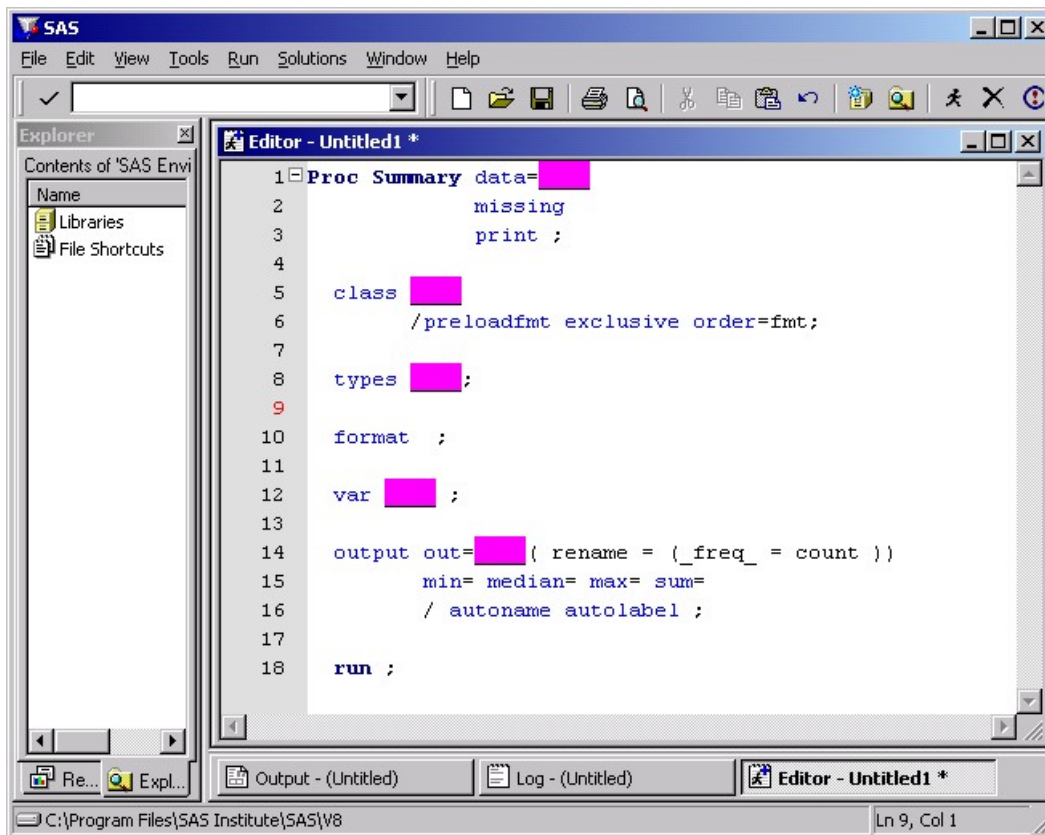 SAS
File Edit View Tools Run Solutions Window Help
Explorer
Contents of 'SAS Envi
Name
Libraries
File Shortcuts
Editor - Untitled1 *
1 Proc Summary data=
2 missing
3 print ;
4
5 class
6 /preloadfmt exclusive order=fmt;
7
8 types ;
9
10 format ;
11
12 var ;
13
14 output out= ( rename = (_freq_ = count ))
15 min= median= max= sum=
16 / autoname autolabel ;
17
18 run ;
Re... Expl...
Output - (Untitled) Log - (Untitled) Editor - Untitled1 *
C:\Program Files\SAS Institute\SAS\V8 Ln 9, Col 1